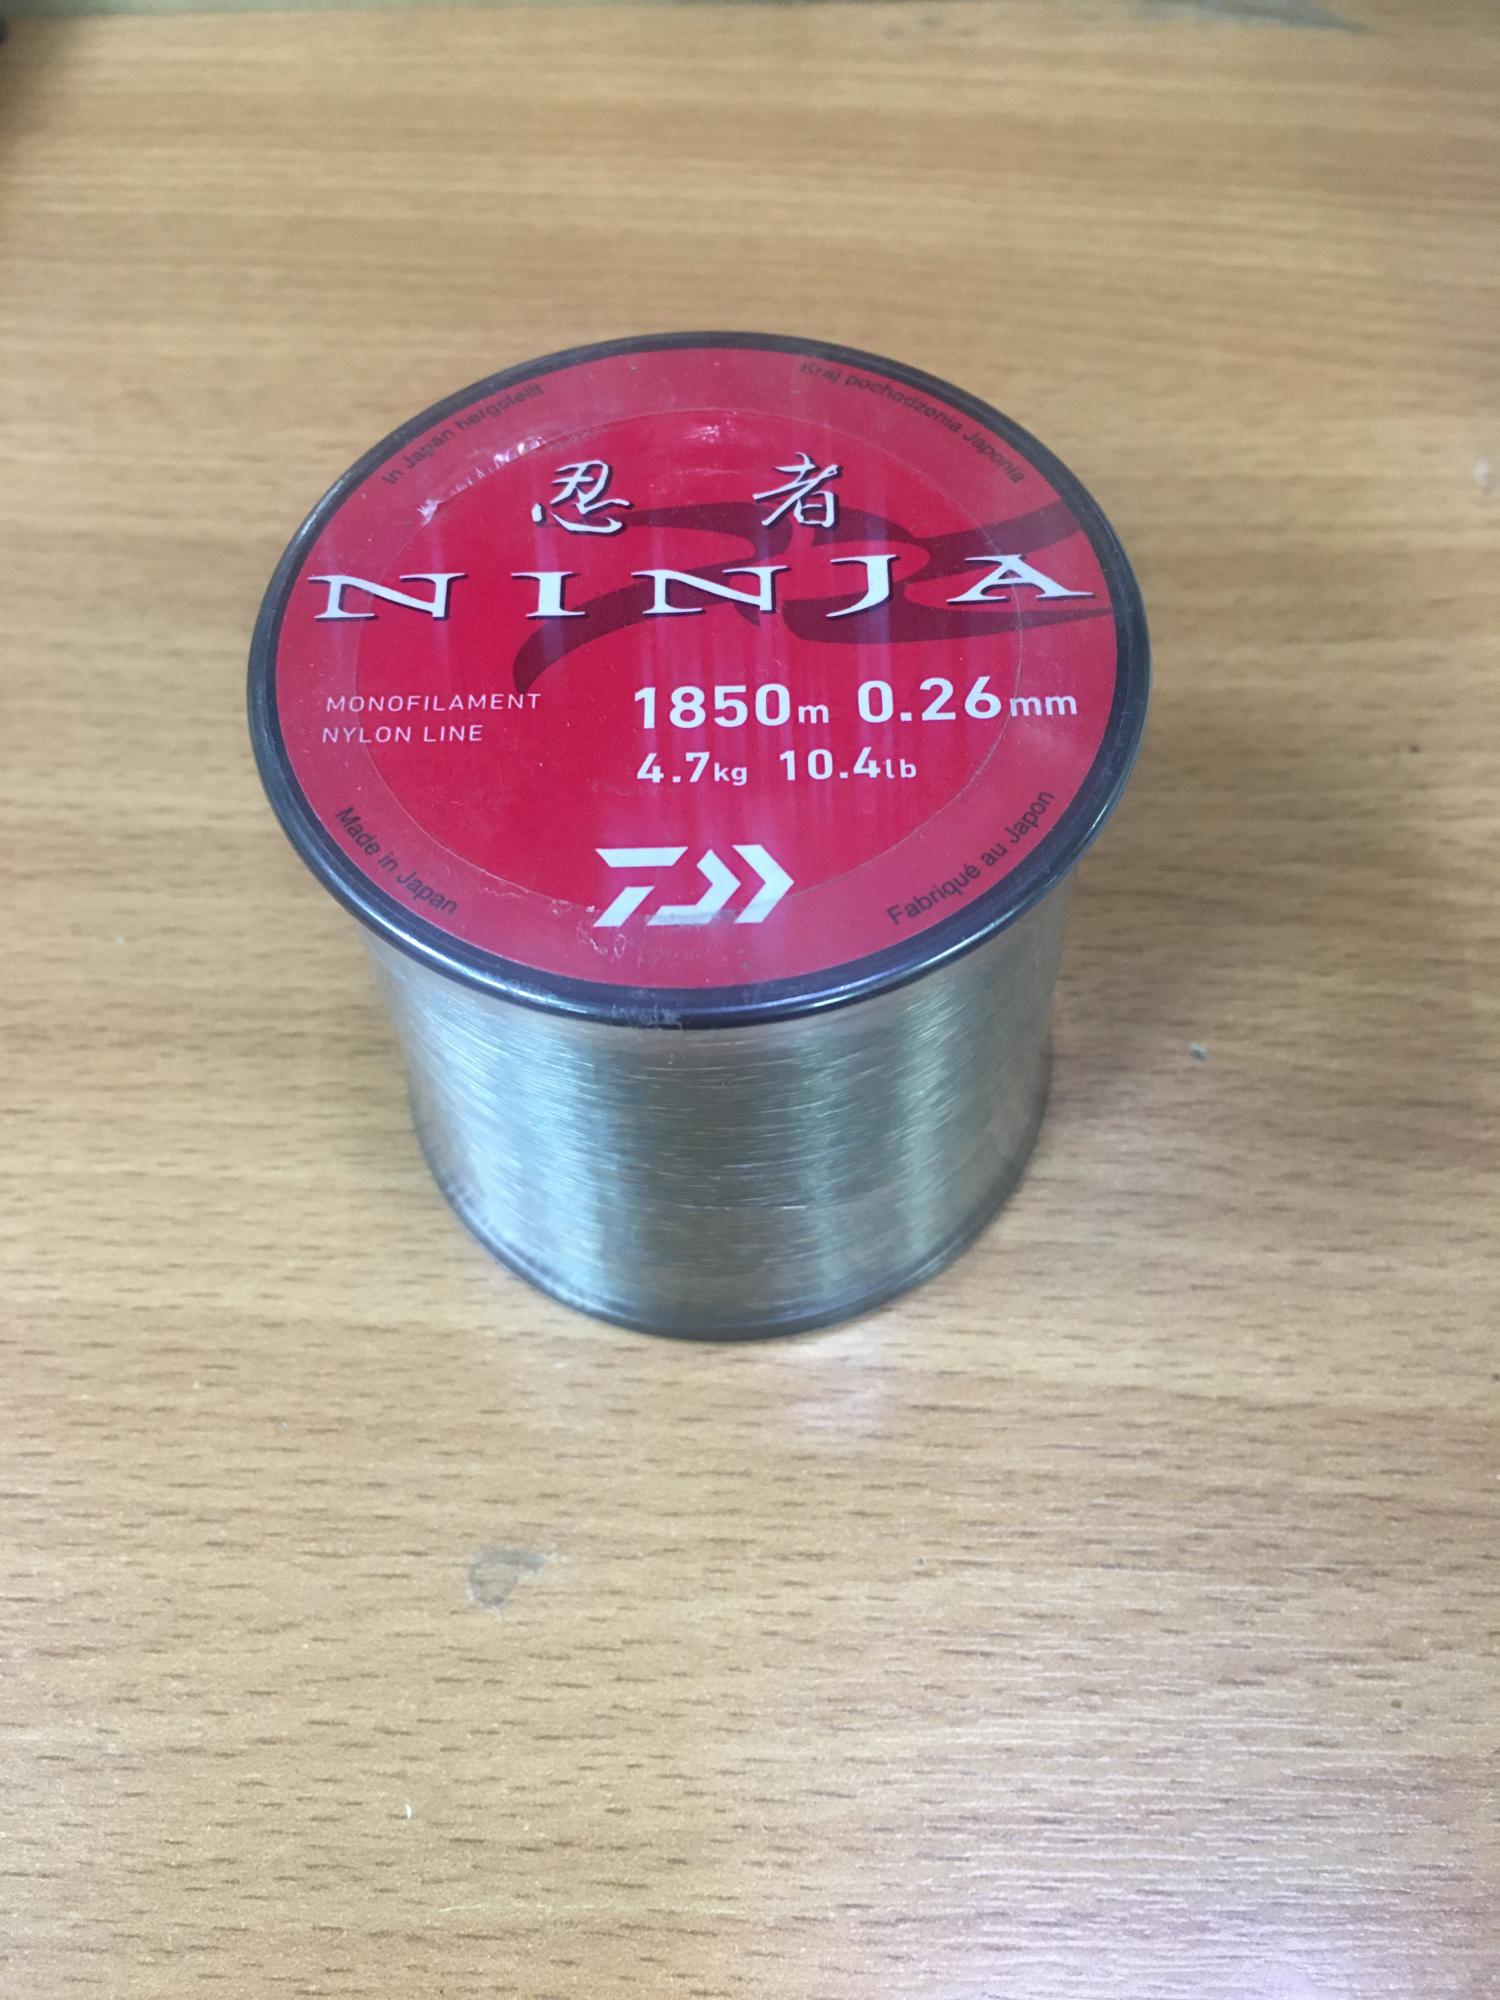 In Japan hergstellt
Kraj pochodzenia Japonia
忍者
NINJA
MONOFILAMENT
NYLON LINE
1850m 0.26mm
4.7kg 10.4lb
Made in Japan
Fabriqué au Japon